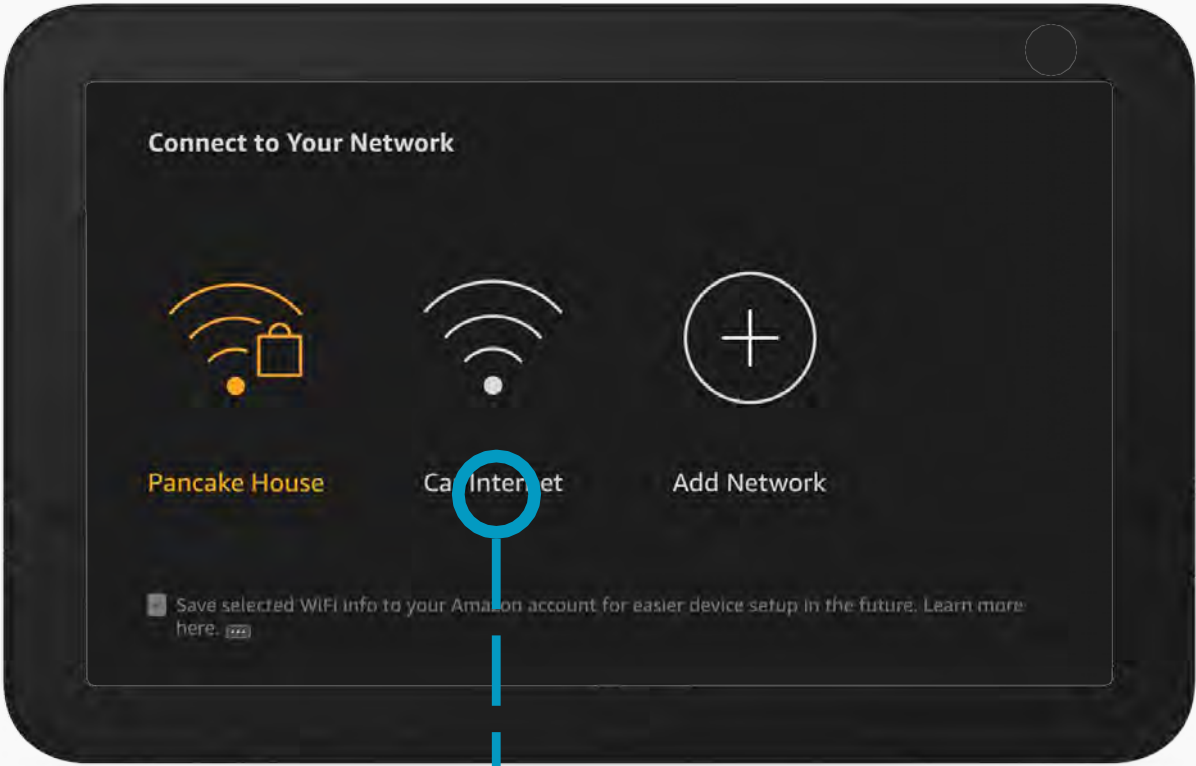 Connect to Your Network
Pancake House
Internet
Add Network
Save selected WiFi info to your Amazon account for easier device setup in the future. Learn more
here.